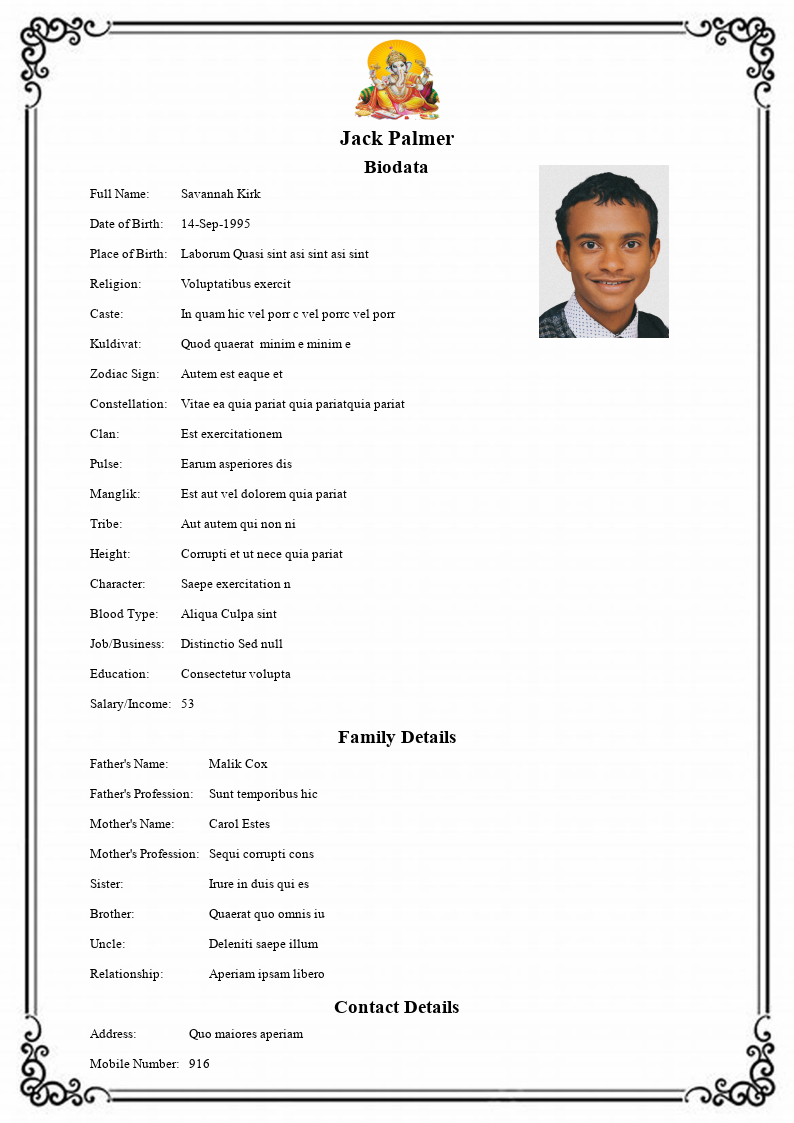 Jack Palmer
Biodata
Full Name: Savannah Kirk
Date of Birth: 14-Sep-1995
Place of Birth: Laborum Quasi sint asi sint asi sint
Religion: Voluptatibus exercit
Caste: In quam hic vel porr c vel porrc vel porr
Kuldivat: Quod quaerat minim e minim e
Zodiac Sign: Autem est eaque et
Constellation: Vitae ea quia pariat quia pariatquia pariat
Clan: Est exercitationem
Pulse: Earum asperiores dis
Manglik: Est aut vel dolorem quia pariat
Tribe: Aut autem qui non ni
Height: Corrupti et ut nece quia pariat
Character: Saepe exercitation n
Blood Type: Aliqua Culpa sint
Job/Business: Distinctio Sed null
Education: Consectetur volupta
Salary/Income: 53
Family Details
Father's Name: Malik Cox
Father's Profession: Sunt temporibus hic
Mother's Name: Carol Estes
Mother's Profession: Sequi corrupti cons
Sister: Irure in duis qui es
Brother: Quaerat quo omnis iu
Uncle: Deleniti saepe illum
Relationship: Aperiam ipsam libero
Contact Details
Address: Quo maiores aperiam
Mobile Number: 916